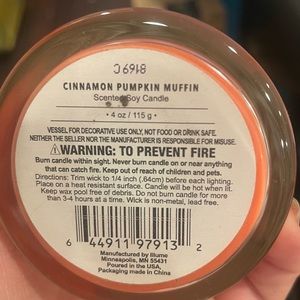 C 6918
CINNAMON PUMPKIN MUFFIN
Scented Soy Candle
4 oz / 115 g
VESSEL FOR DECORATIVE USE ONLY, NOT FOOD OR DRINK SAFE.
NEITHER THE SELLER NOR THE MANUFACTURER IS RESPONSIBLE FOR MISUSE.
⚠WARNING: TO PREVENT FIRE
Burn candle within sight. Never burn candle on or near anything
that can catch fire. Keep out of reach of children and pets.
Directions: Trim wick to 1/4 inch (.64cm) before each lighting.
Place on a heat resistant surface. Candle will be hot when lit.
Keep wax pool free of debris. Do not burn candle for more
than 3-4 hours at a time. Wick is non-metal, lead free.
6 44911 97913 2
Manufactured by Illume
Minneapolis, MN 55431
Poured in the USA,
Packaging made in China